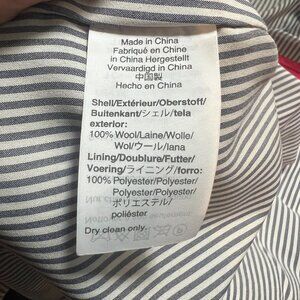 Made in China
Fabriqué en Chine
in China Hergestellt
Vervaardigd in China
中国製
Hecho en China
Shell/Extérieur/Oberstoff/
Buitenkant/シェル/tela
exterior:
100% Wool/Laine/Wolle/
Wol/ウール/lana
Lining/Doublure/Futter/
Voering/ライニング/forro:
100% Polyester/Polyester/
Polyester/Polyester/
ポリエステル/
poliéster
Dry clean only.